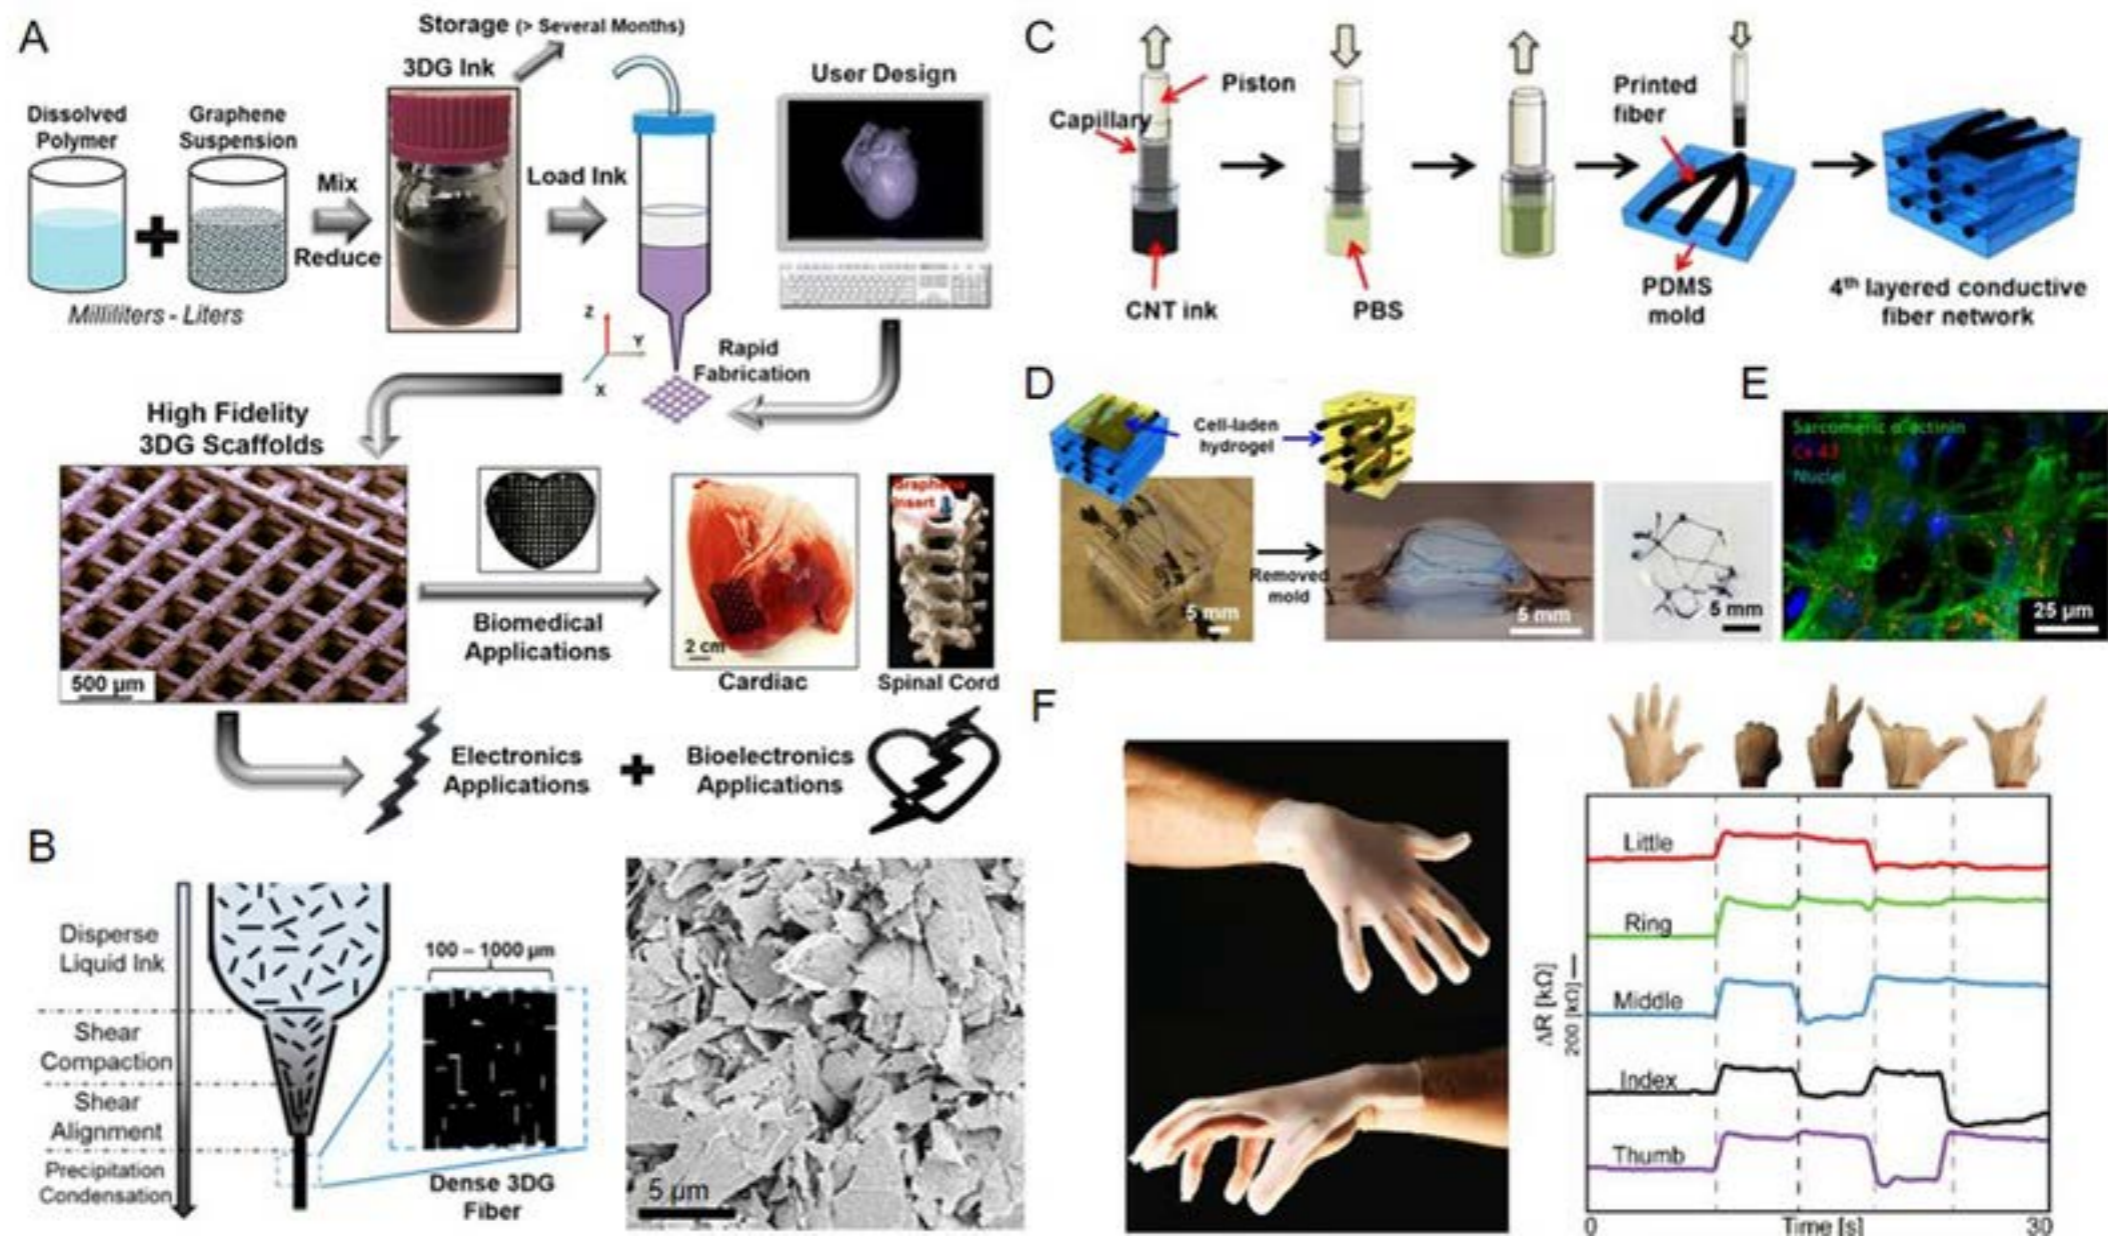 A
Storage (> Several Months)
3DG Ink
Dissolved
Polymer
Graphene
Suspension
Mix
Reduce
Load Ink
User Design
Milliliters - Liters
Z
Y
X
Rapid
Fabrication
High Fidelity
3DG Scaffolds
500 µm
Biomedical
Applications
Graphene
Insert
2 cm
Cardiac
Spinal Cord
Electronics
Applications
Bioelectronics
Applications
B
Disperse
Liquid Ink
Shear
Compaction
Shear
Alignment
Precipitation
Condensation
100 – 1000 µm
Dense 3DG
Fiber
5 µm
C
Piston
Capillary
CNT ink
PBS
Printed
fiber
PDMS
mold
4th layered conductive
fiber network
D
Cell-laden
hydrogel
5 mm
Removed
mold
5 mm
5 mm
E
Sarcomeric α-actinin
Cx 43
Nuclei
25 µm
F
Little
Ring
Middle
Index
Thumb
ΔR [kΩ]
200 [kΩ]
0
Time [s]
30